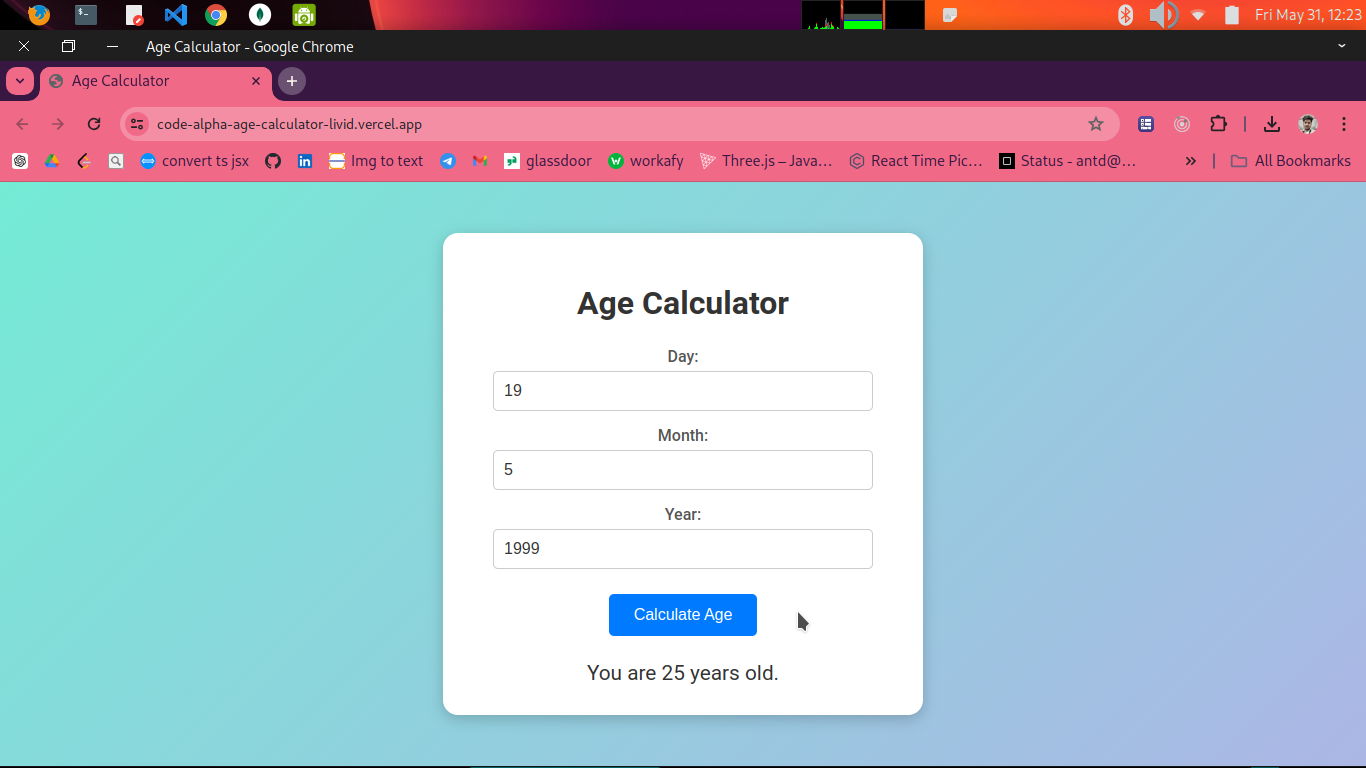 Fri May 31, 12:23
Age Calculator - Google Chrome
Age Calculator
code-alpha-age-calculator-livid.vercel.app
convert ts jsx Img to text glassdoor workafy Three.js – Java… React Time Pic… Status - antd@… » All Bookmarks
Age Calculator
Day:
19
Month:
5
Year:
1999
Calculate Age
You are 25 years old.